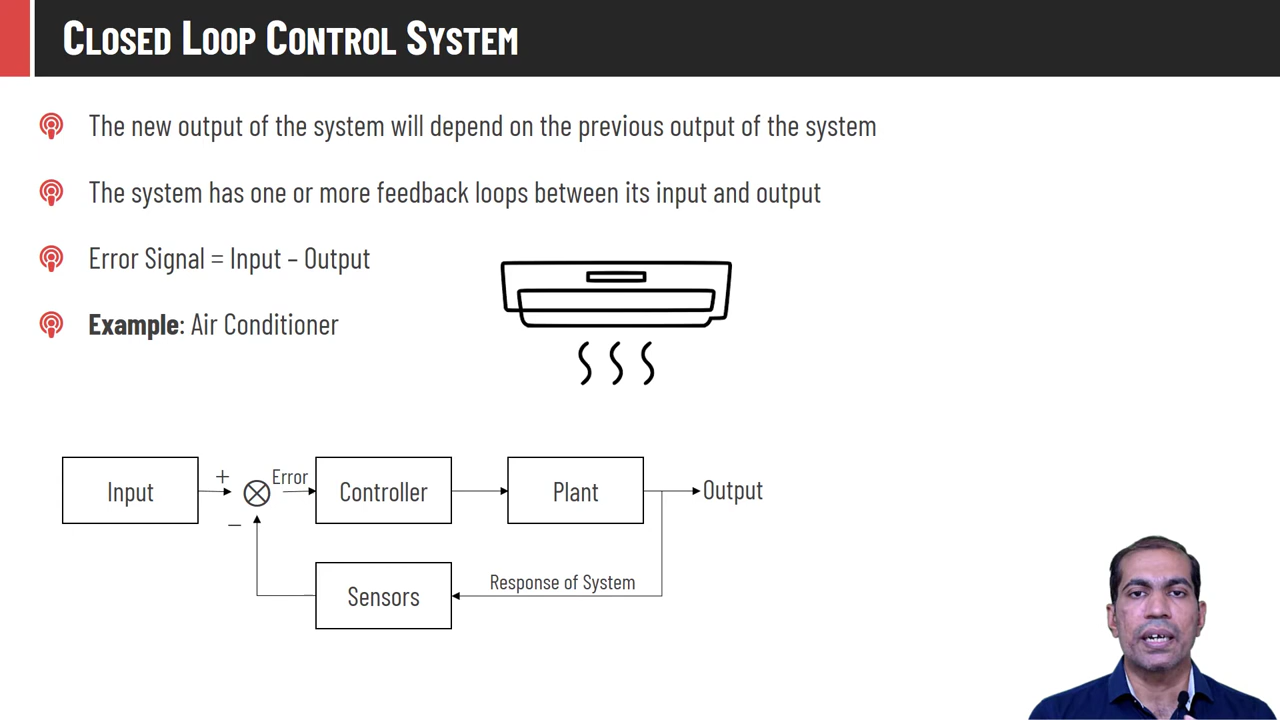 CLOSED LOOP CONTROL SYSTEM
The new output of the system will depend on the previous output of the system
The system has one or more feedback loops between its input and output
Error Signal = Input – Output
Example: Air Conditioner
Input
+
–
Error
Controller
Plant
Output
Sensors
Response of System